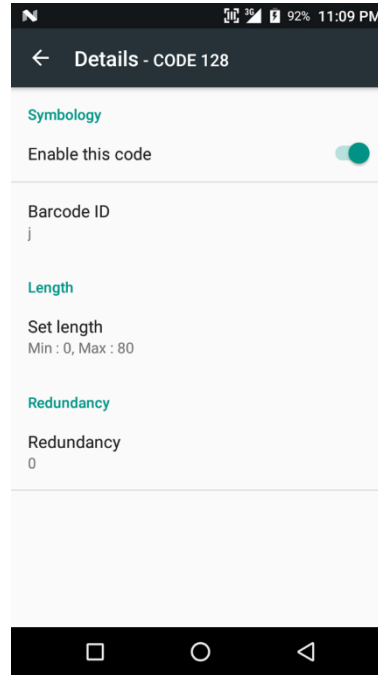 3G 92% 11:09 PM
Details - CODE 128
Symbology
Enable this code
Barcode ID
j
Length
Set length
Min : 0, Max : 80
Redundancy
Redundancy
0